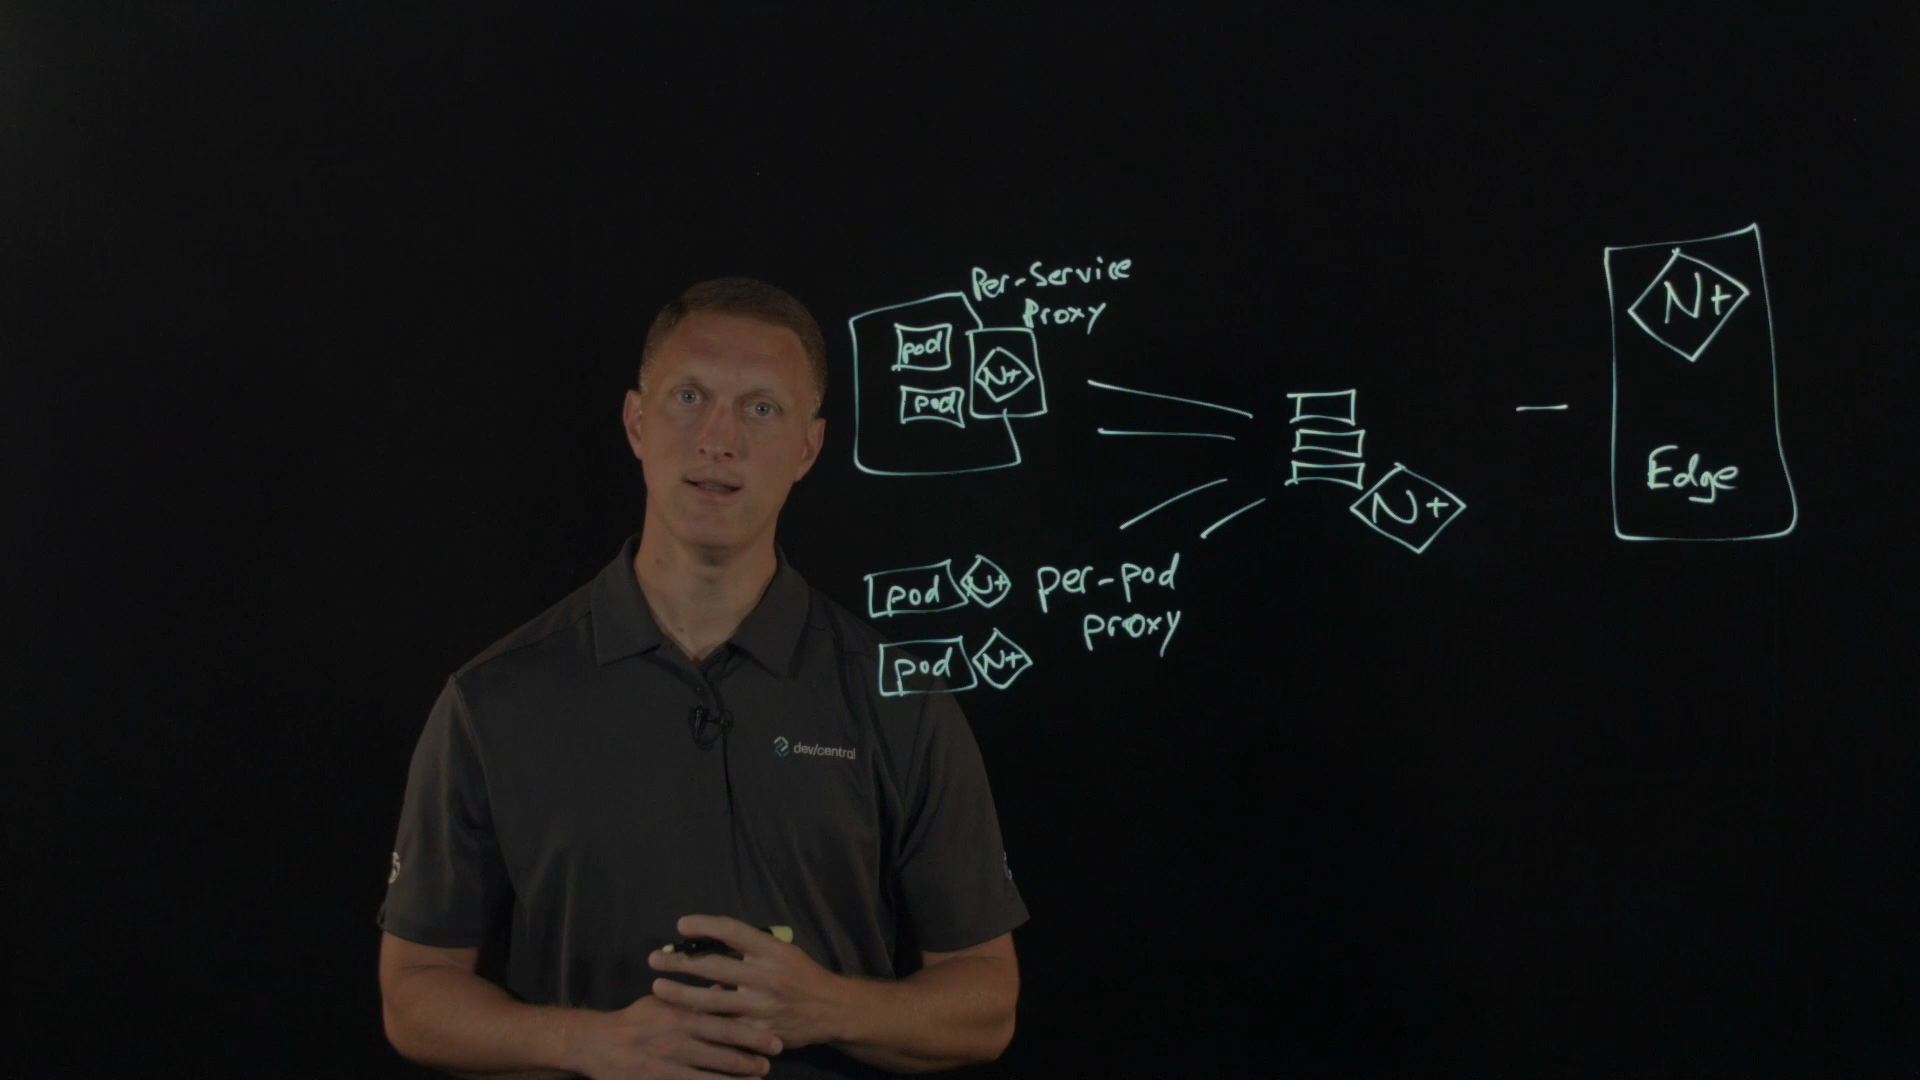 Per-Service
Proxy
pod
N+
pod
N+
N+
Edge
pod N+
per-pod
proxy
pod N+
dev/central